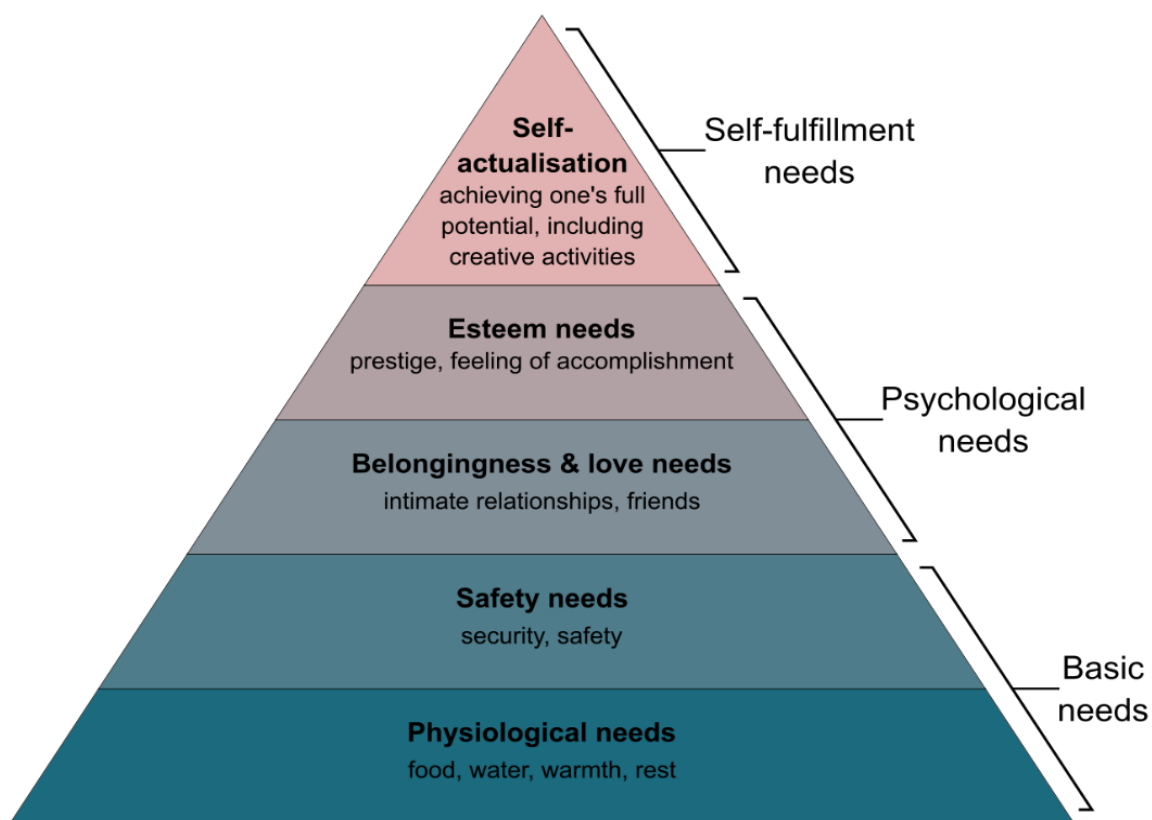 Self-
actualisation
achieving one's full
potential, including
creative activities
Self-fulfillment
needs
Esteem needs
prestige, feeling of accomplishment
Psychological
needs
Belongingness & love needs
intimate relationships, friends
Safety needs
security, safety
Basic
needs
Physiological needs
food, water, warmth, rest